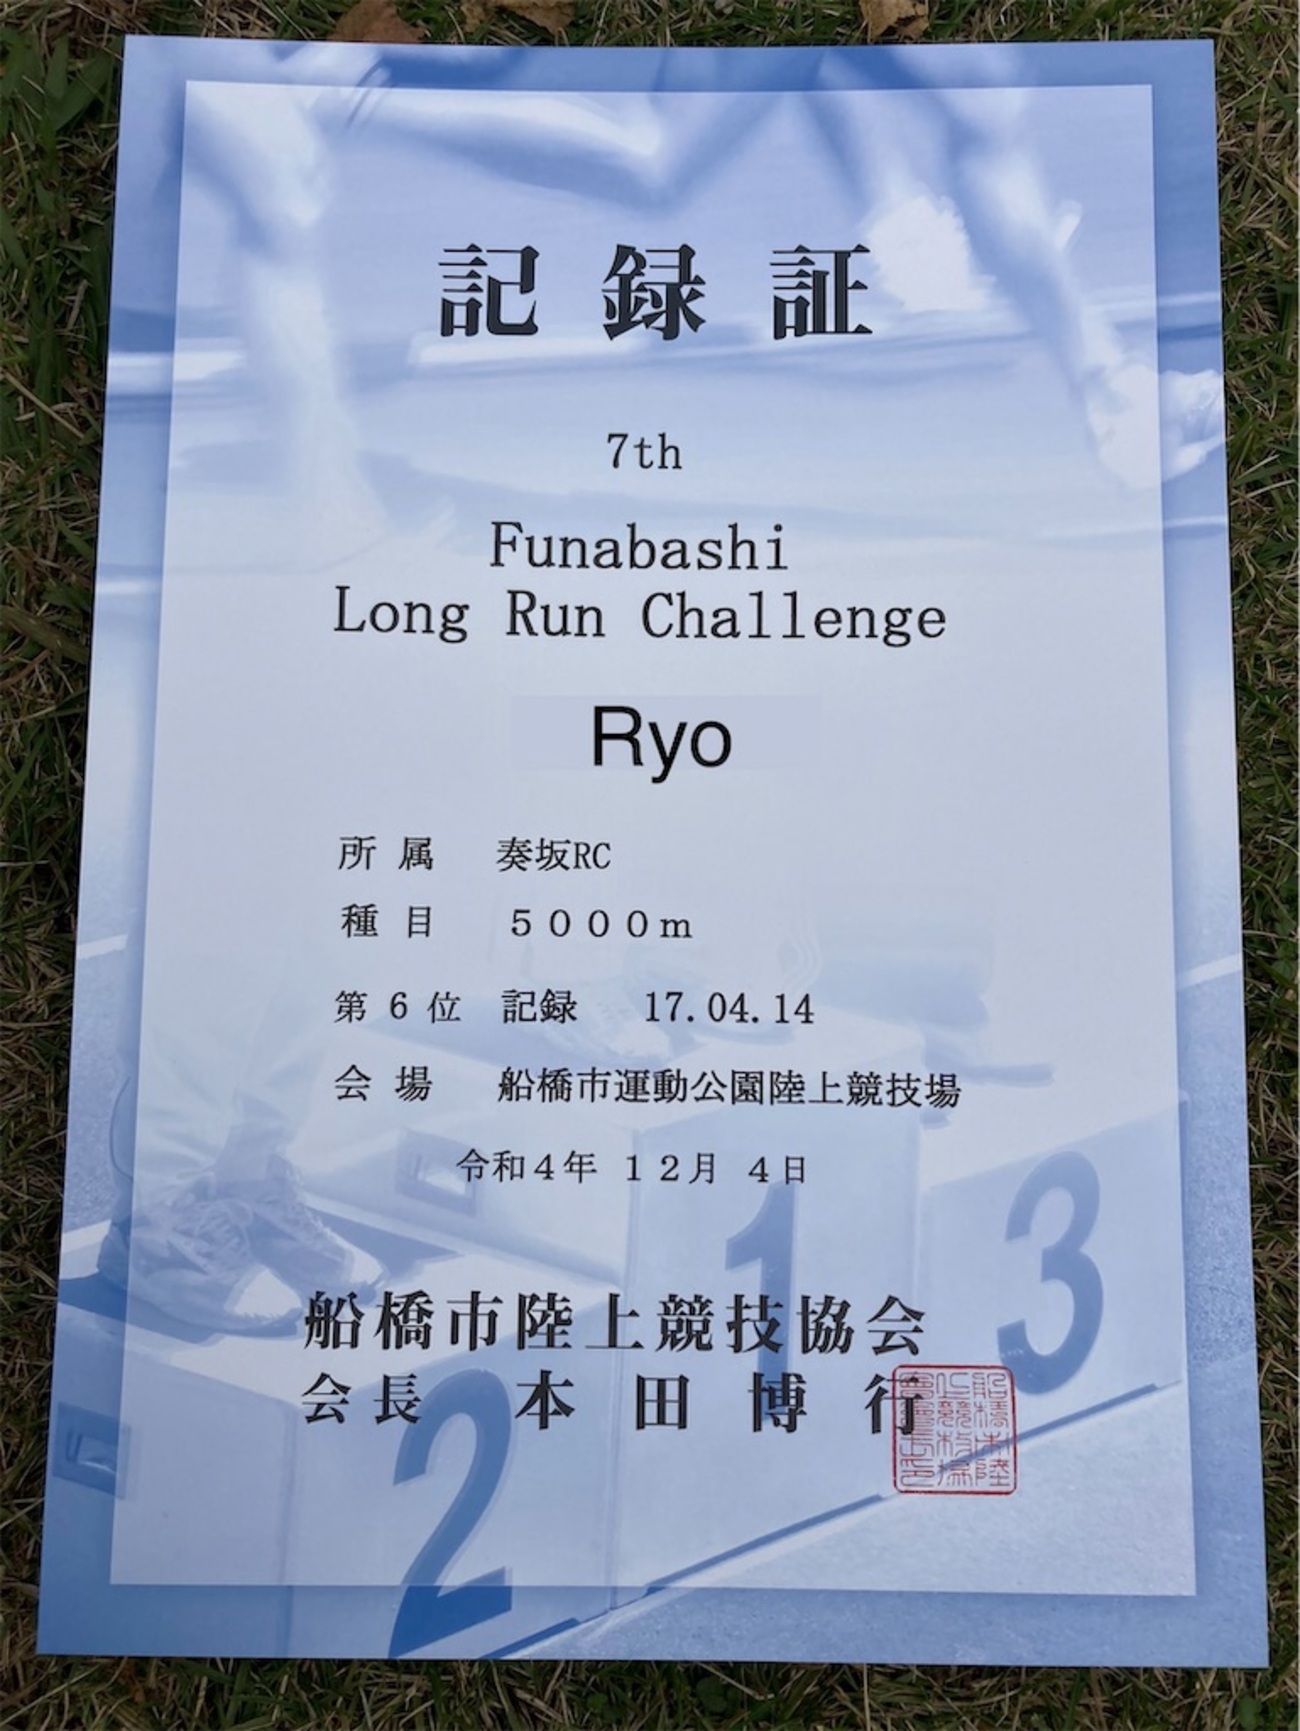 記録証
7th
Funabashi
Long Run Challenge
Ryo
所属 奏坂RC
種目 ５０００ｍ
第 6 位 記録 17.04.14
会場 船橋市運動公園陸上競技場
令和４年 １２月 ４日
船橋市陸上競技協会
会長 本田博行
1
2
3